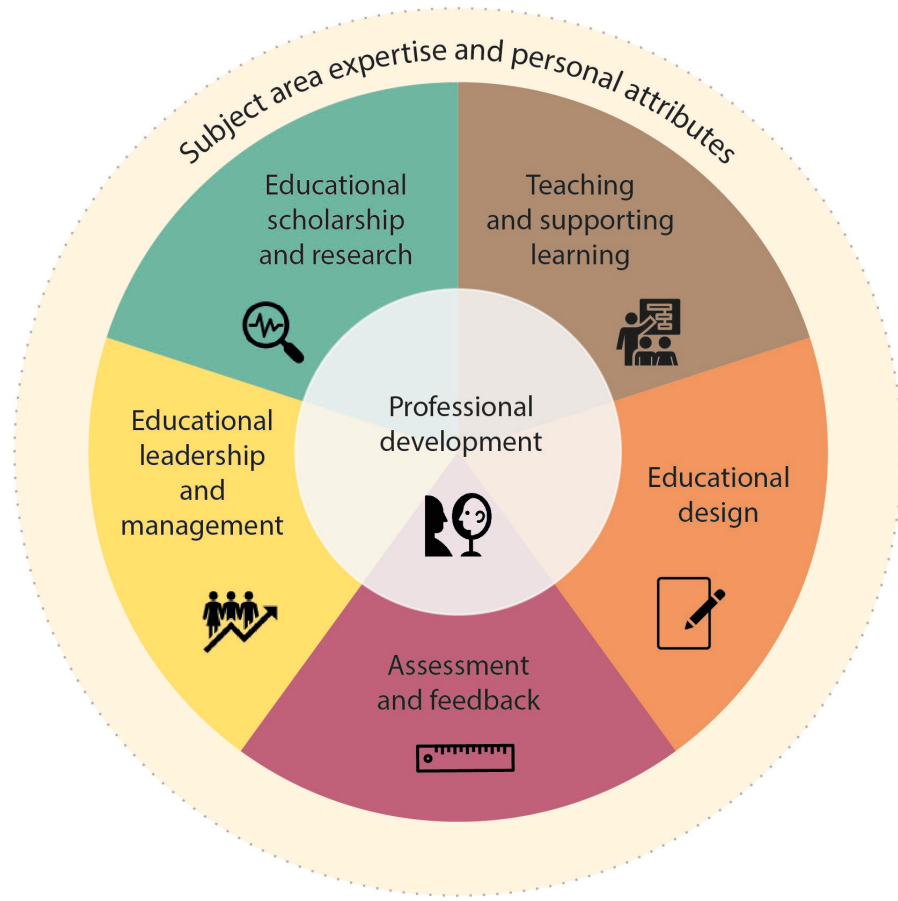 Subject area expertise and personal attributes
Educational
scholarship
and research
Teaching
and supporting
learning
Educational
leadership
and
management
Professional
development
Educational
design
Assessment
and feedback